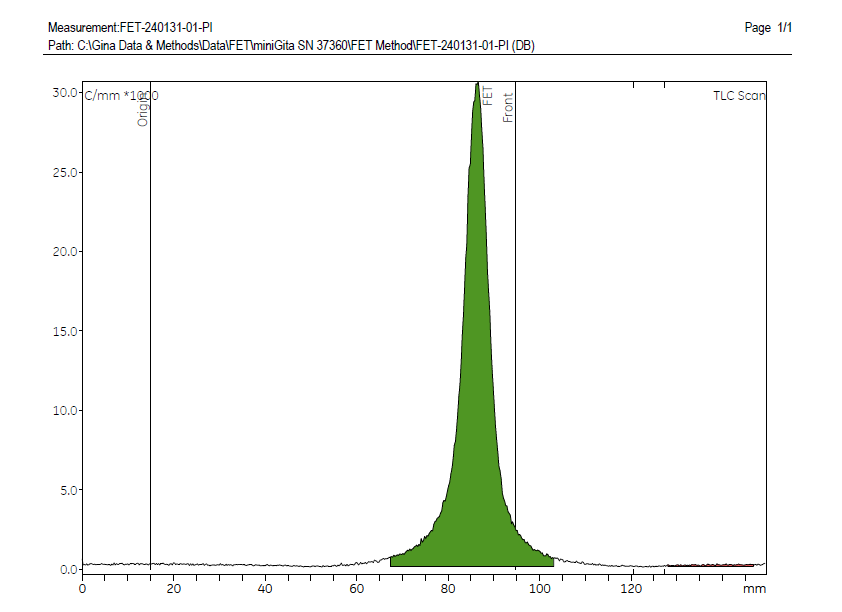 Measurement:FET-240131-01-PI
Page 1/1
Path: C:\Gina Data & Methods\Data\FET\miniGita SN 37360\FET Method\FET-240131-01-PI (DB)
C/mm *1000
Origin
FET
Front
TLC Scan
30.0
25.0
20.0
15.0
10.0
5.0
0.0
0 20 40 60 80 100 120 mm